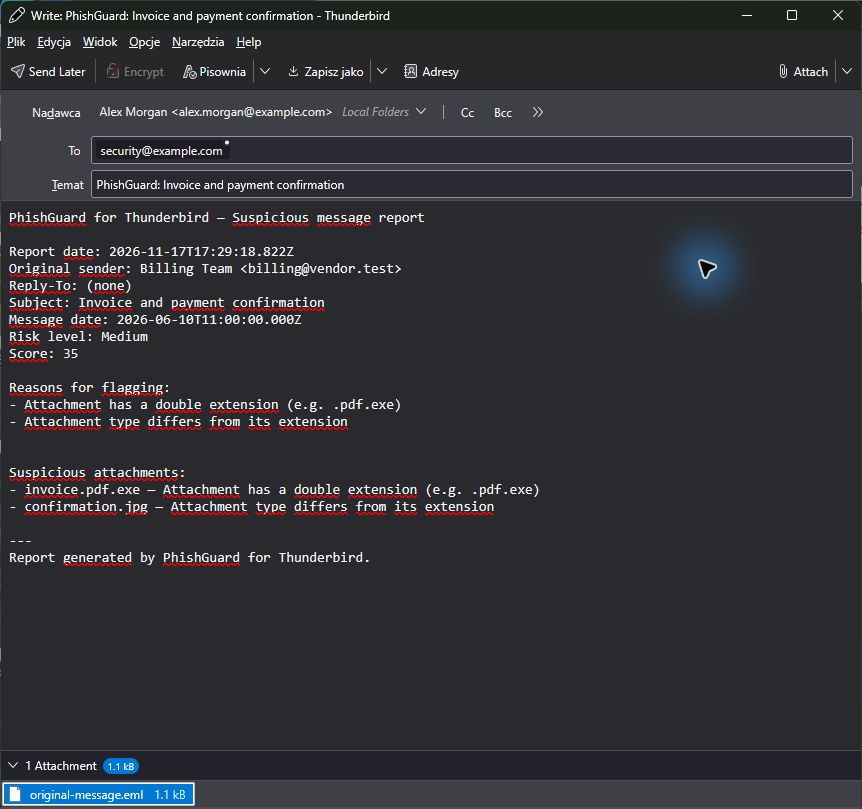 Write: PhishGuard: Invoice and payment confirmation - Thunderbird
Plik Edycja Widok Opcje Narzędzia Help
Send Later Encrypt Pisownia Zapisz jako Adresy Attach
Nadawca Alex Morgan <alex.morgan@example.com> Local Folders Cc Bcc
To security@example.com
Temat PhishGuard: Invoice and payment confirmation
PhishGuard for Thunderbird — Suspicious message report
Report date: 2026-11-17T17:29:18.822Z
Original sender: Billing Team <billing@vendor.test>
Reply-To: (none)
Subject: Invoice and payment confirmation
Message date: 2026-06-10T11:00:00.000Z
Risk level: Medium
Score: 35
Reasons for flagging:
- Attachment has a double extension (e.g. .pdf.exe)
- Attachment type differs from its extension
Suspicious attachments:
- invoice.pdf.exe — Attachment has a double extension (e.g. .pdf.exe)
- confirmation.jpg — Attachment type differs from its extension
---
Report generated by PhishGuard for Thunderbird.
1 Attachment 1.1 kB
original-message.eml 1.1 kB